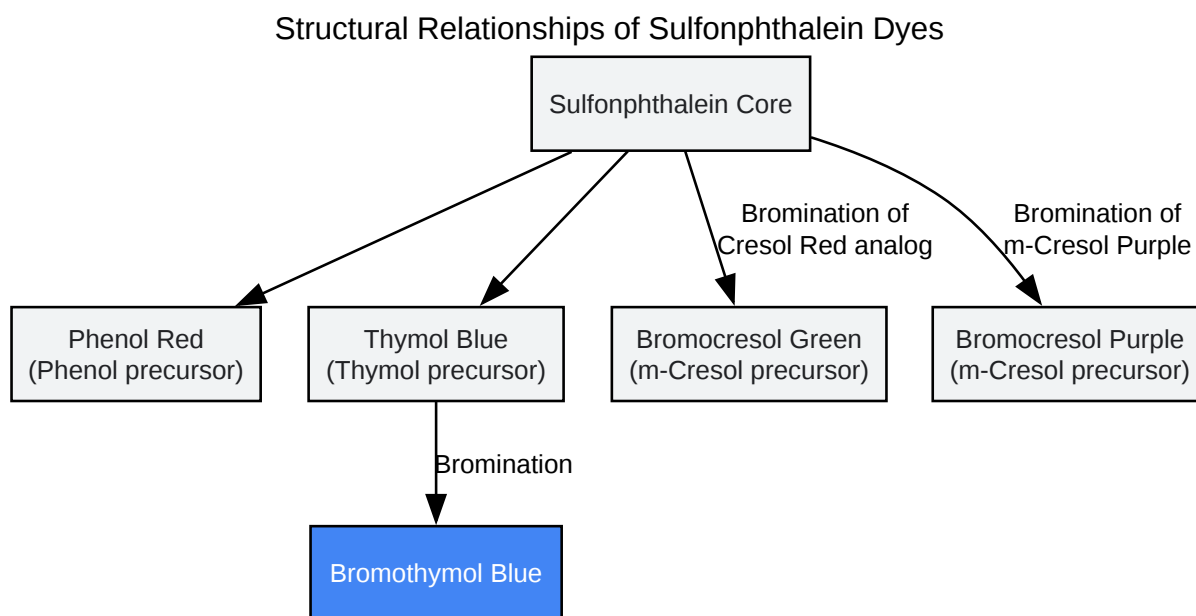 Structural Relationships of Sulfonphthalein Dyes
Sulfonphthalein Core
Bromination of
Cresol Red analog
Bromination of
m-Cresol Purple
Phenol Red
(Phenol precursor)
Thymol Blue
(Thymol precursor)
Bromocresol Green
(m-Cresol precursor)
Bromocresol Purple
(m-Cresol precursor)
Bromination
Bromothymol Blue